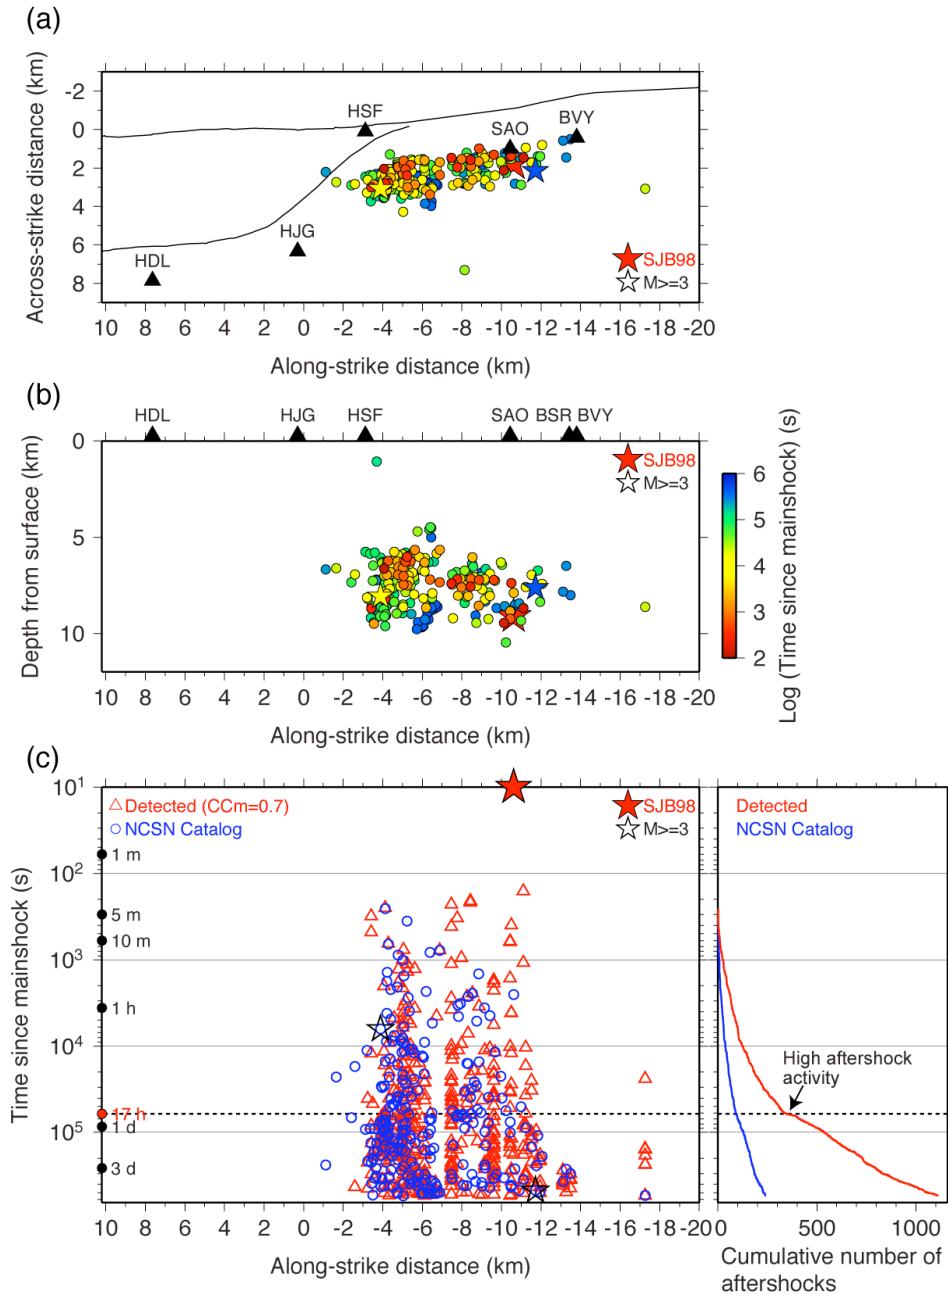 (a)
Across-strike distance (km)
-2
0
2
4
6
8
HSF
SAO
BVY
HJG
HDL
SJB98
M>=3
10 8 6 4 2 0 -2 -4 -6 -8 -10 -12 -14 -16 -18 -20
Along-strike distance (km)
(b)
HDL HJG HSF SAO BSR BVY
Depth from surface (km)
0
5
10
SJB98
M>=3
10 8 6 4 2 0 -2 -4 -6 -8 -10 -12 -14 -16 -18 -20
Along-strike distance (km)
6
5
4
3
2
Log (Time since mainshock) (s)
(c)
Time since mainshock (s)
10¹
10²
10³
10⁴
10⁵
Detected (CCm=0.7)
NCSN Catalog
SJB98
M>=3
1 m
5 m
10 m
1 h
17 h
1 d
3 d
10 8 6 4 2 0 -2 -4 -6 -8 -10 -12 -14 -16 -18 -20
Along-strike distance (km)
Detected
NCSN Catalog
High aftershock
activity
0 500 1000
Cumulative number of
aftershocks